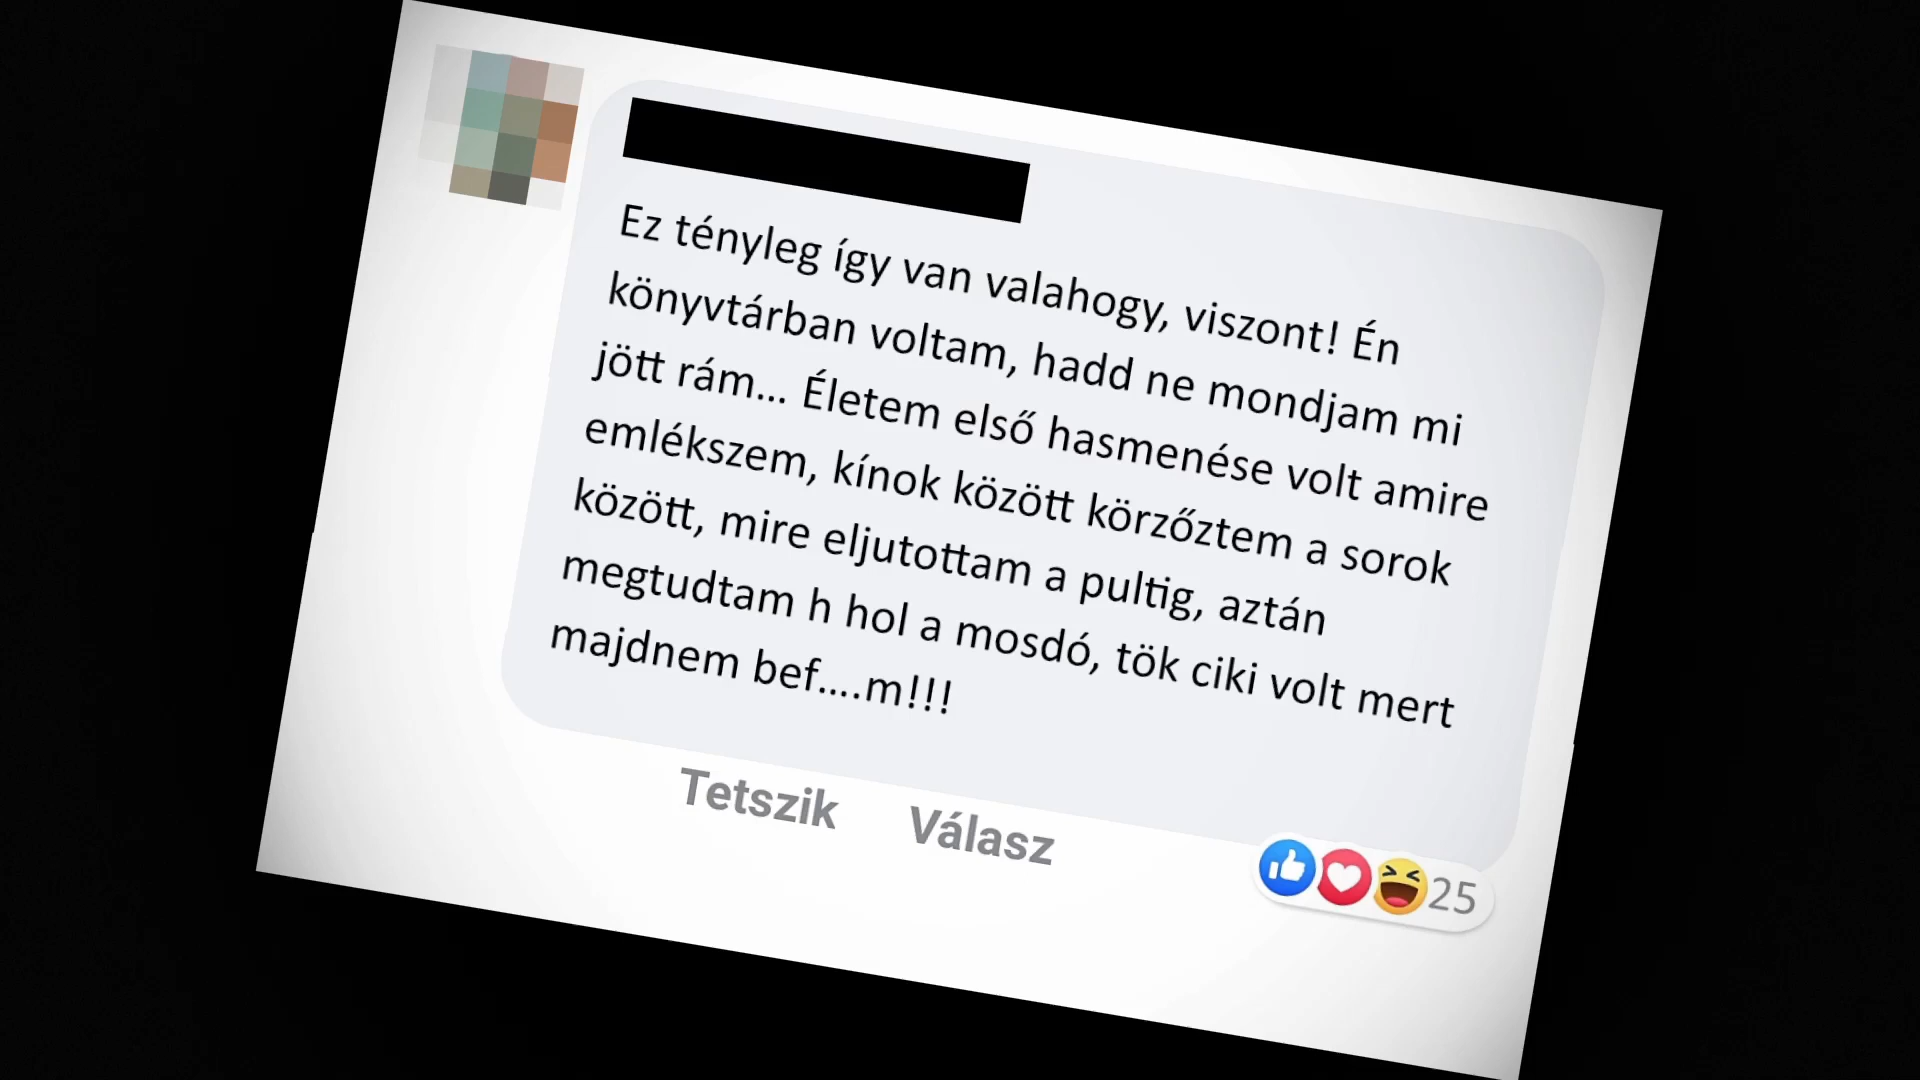 Ez tényleg így van valahogy, viszont! Én
könyvtárban voltam, hadd ne mondjam mi
jött rám... Életem első hasmenése volt amire
emlékszem, kínok között körzőztem a sorok
között, mire eljutottam a pultig, aztán
megtudtam h hol a mosdó, tök ciki volt mert
majdnem bef....m!!!
Tetszik Válasz
25